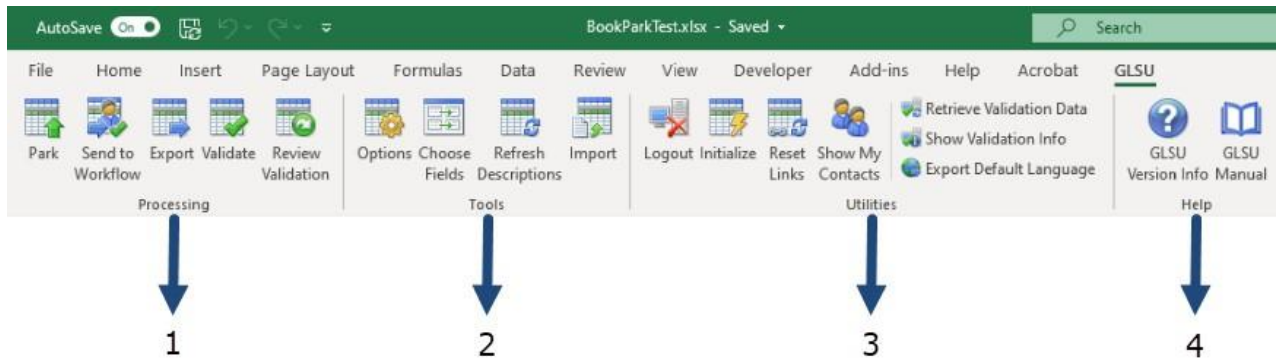 AutoSave On BookParkTest.xlsx - Saved Search
File Home Insert Page Layout Formulas Data Review View Developer Add-ins Help Acrobat GLSU
Park
Send to
Workflow
Export
Validate
Review
Validation
Processing
Options
Choose
Fields
Refresh
Descriptions
Import
Tools
Logout
Initialize
Reset
Links
Show My
Contacts
Retrieve Validation Data
Show Validation Info
Export Default Language
Utilities
GLSU
Version Info
GLSU
Manual
Help
1 2 3 4